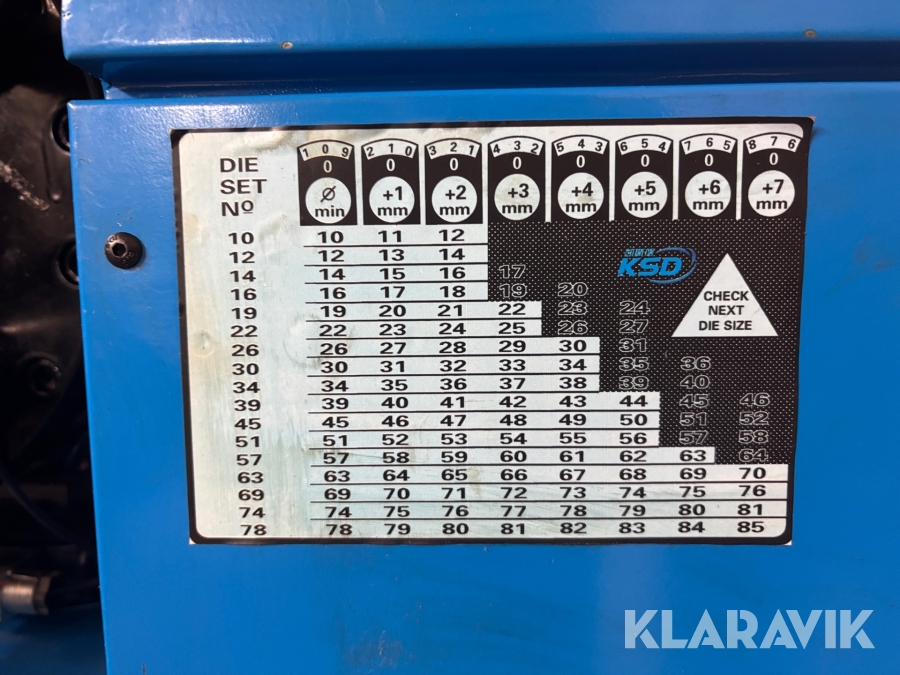 DIE SET Nº
1 0 9 2 1 0 3 2 1 4 3 2 5 4 3 6 5 4 7 6 5 8 7 6
0 0 0 0 0 0 0 0
ø min +1 mm +2 mm +3 mm +4 mm +5 mm +6 mm +7 mm
10 10 11 12
12 12 13 14
KSD
14 14 15 16 17
16 16 17 18 19 20
CHECK
NEXT
DIE SIZE
19 19 20 21 22 23 24
22 22 23 24 25 26 27
26 26 27 28 29 30 31
30 30 31 32 33 34 35 36
34 34 35 36 37 38 39 40
39 39 40 41 42 43 44 45 46
45 45 46 47 48 49 50 51 52
51 51 52 53 54 55 56 57 58
57 57 58 59 60 61 62 63 64
63 63 64 65 66 67 68 69 70
69 69 70 71 72 73 74 75 76
74 74 75 76 77 78 79 80 81
78 78 79 80 81 82 83 84 85
KLARAVIK